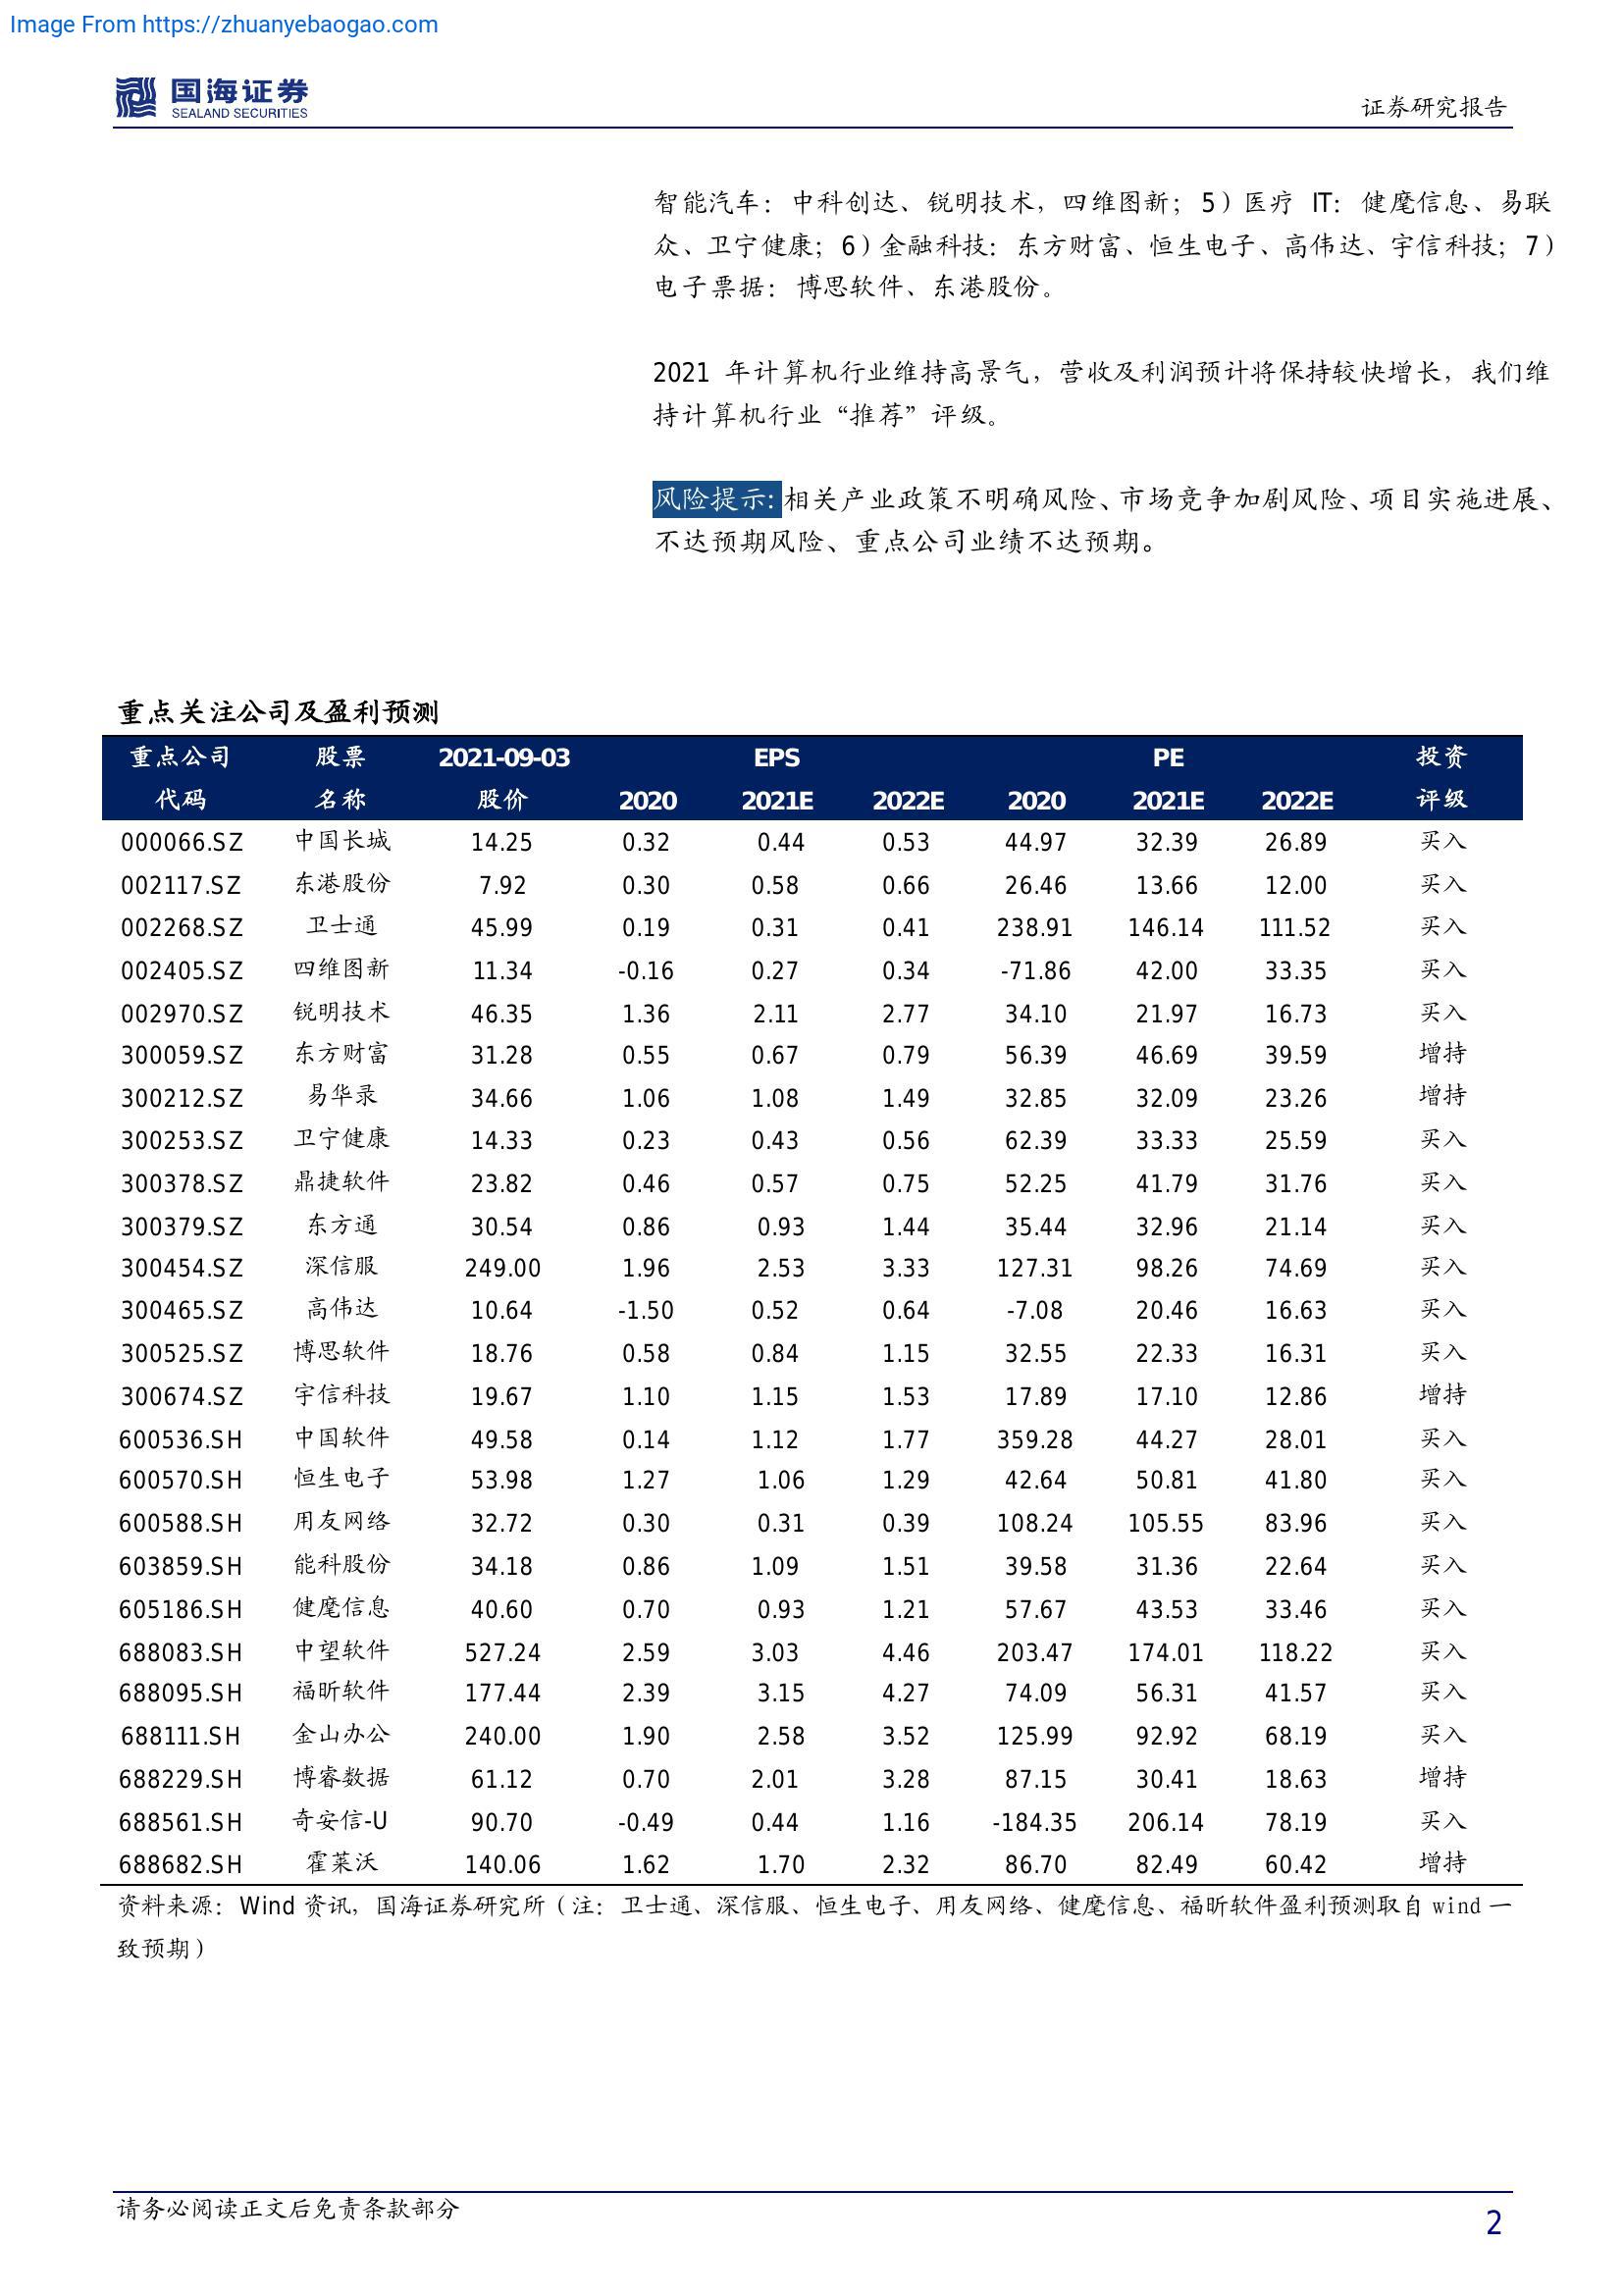 Image From https://zhuanyebaogao.com
国海证券
SEALAND SECURITIES
证券研究报告
智能汽车：中科创达、锐明技术，四维图新；5）医疗 IT：健麾信息、易联
众、卫宁健康；6）金融科技：东方财富、恒生电子、高伟达、宇信科技；7）
电子票据：博思软件、东港股份。
2021 年计算机行业维持高景气，营收及利润预计将保持较快增长，我们维
持计算机行业“推荐”评级。
风险提示：相关产业政策不明确风险、市场竞争加剧风险、项目实施进展、
不达预期风险、重点公司业绩不达预期。
重点关注公司及盈利预测
重点公司 股票 2021-09-03 EPS PE 投资
代码 名称 股价 2020 2021E 2022E 2020 2021E 2022E 评级
000066.SZ 中国长城 14.25 0.32 0.44 0.53 44.97 32.39 26.89 买入
002117.SZ 东港股份 7.92 0.30 0.58 0.66 26.46 13.66 12.00 买入
002268.SZ 卫士通 45.99 0.19 0.31 0.41 238.91 146.14 111.52 买入
002405.SZ 四维图新 11.34 -0.16 0.27 0.34 -71.86 42.00 33.35 买入
002970.SZ 锐明技术 46.35 1.36 2.11 2.77 34.10 21.97 16.73 买入
300059.SZ 东方财富 31.28 0.55 0.67 0.79 56.39 46.69 39.59 增持
300212.SZ 易华录 34.66 1.06 1.08 1.49 32.85 32.09 23.26 增持
300253.SZ 卫宁健康 14.33 0.23 0.43 0.56 62.39 33.33 25.59 买入
300378.SZ 鼎捷软件 23.82 0.46 0.57 0.75 52.25 41.79 31.76 买入
300379.SZ 东方通 30.54 0.86 0.93 1.44 35.44 32.96 21.14 买入
300454.SZ 深信服 249.00 1.96 2.53 3.33 127.31 98.26 74.69 买入
300465.SZ 高伟达 10.64 -1.50 0.52 0.64 -7.08 20.46 16.63 买入
300525.SZ 博思软件 18.76 0.58 0.84 1.15 32.55 22.33 16.31 买入
300674.SZ 宇信科技 19.67 1.10 1.15 1.53 17.89 17.10 12.86 增持
600536.SH 中国软件 49.58 0.14 1.12 1.77 359.28 44.27 28.01 买入
600570.SH 恒生电子 53.98 1.27 1.06 1.29 42.64 50.81 41.80 买入
600588.SH 用友网络 32.72 0.30 0.31 0.39 108.24 105.55 83.96 买入
603859.SH 能科股份 34.18 0.86 1.09 1.51 39.58 31.36 22.64 买入
605186.SH 健麾信息 40.60 0.70 0.93 1.21 57.67 43.53 33.46 买入
688083.SH 中望软件 527.24 2.59 3.03 4.46 203.47 174.01 118.22 买入
688095.SH 福昕软件 177.44 2.39 3.15 4.27 74.09 56.31 41.57 买入
688111.SH 金山办公 240.00 1.90 2.58 3.52 125.99 92.92 68.19 买入
688229.SH 博睿数据 61.12 0.70 2.01 3.28 87.15 30.41 18.63 增持
688561.SH 奇安信-U 90.70 -0.49 0.44 1.16 -184.35 206.14 78.19 买入
688682.SH 霍莱沃 140.06 1.62 1.70 2.32 86.70 82.49 60.42 增持
资料来源：Wind 资讯，国海证券研究所（注：卫士通、深信服、恒生电子、用友网络、健麾信息、福昕软件盈利预测取自 wind 一
致预期）
请务必阅读正文后免责条款部分
2